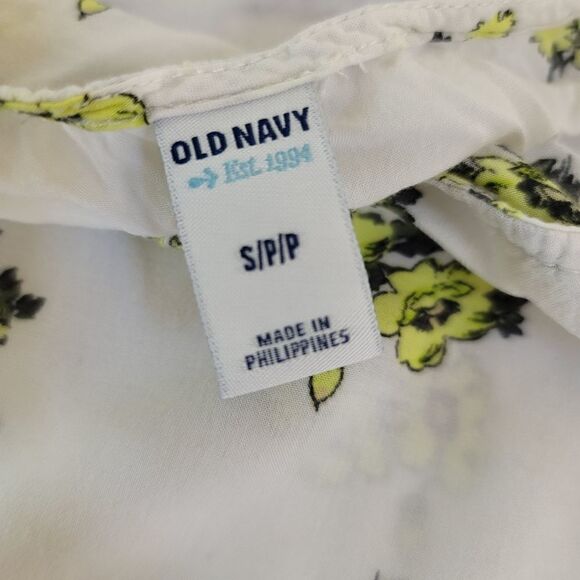 OLD NAVY
Est. 1994
S/P/P
MADE IN
PHILIPPINES